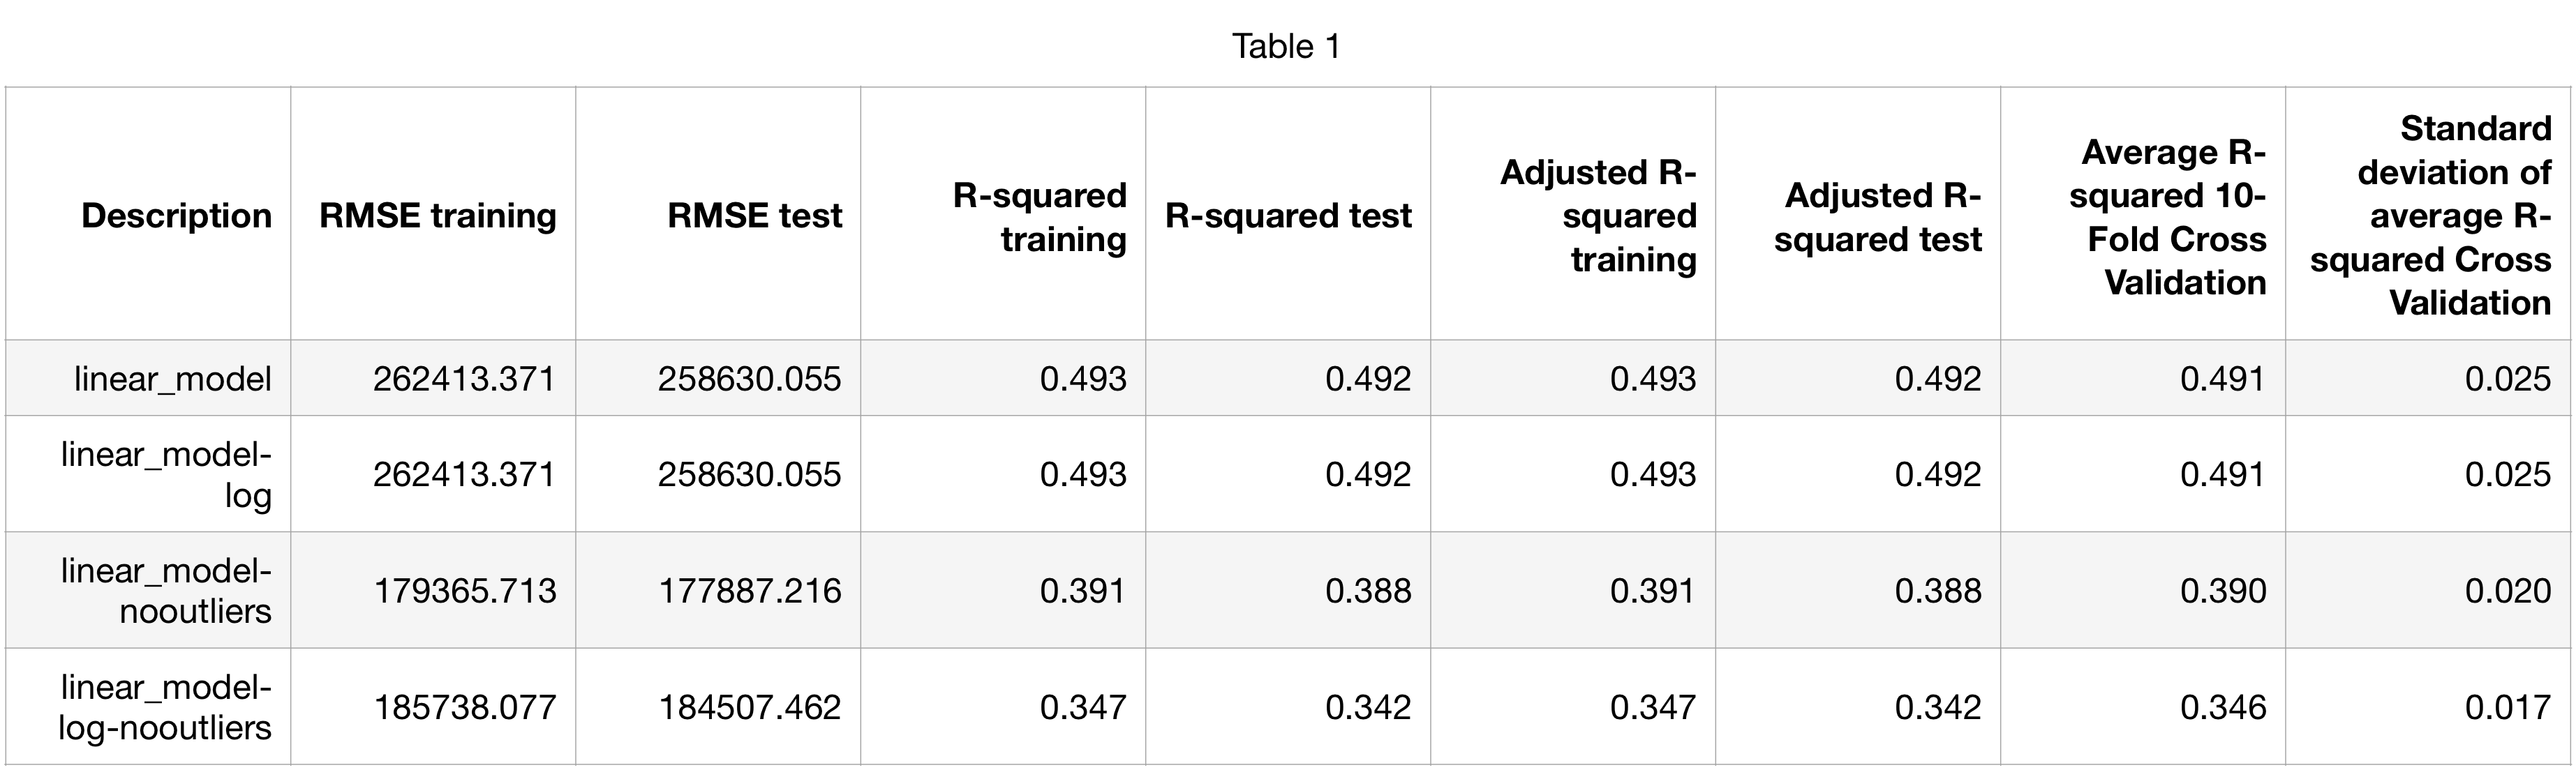 Table 1
Description
RMSE training
RMSE test
R-squared
training
R-squared test
Adjusted R-
squared
training
Adjusted R-
squared test
Average R-
squared 10-
Fold Cross
Validation
Standard
deviation of
average R-
squared Cross
Validation
linear_model 262413.371 258630.055 0.493 0.492 0.493 0.492 0.491 0.025
linear_model-
log 262413.371 258630.055 0.493 0.492 0.493 0.492 0.491 0.025
linear_model-
nooutliers 179365.713 177887.216 0.391 0.388 0.391 0.388 0.390 0.020
linear_model-
log-nooutliers 185738.077 184507.462 0.347 0.342 0.347 0.342 0.346 0.017